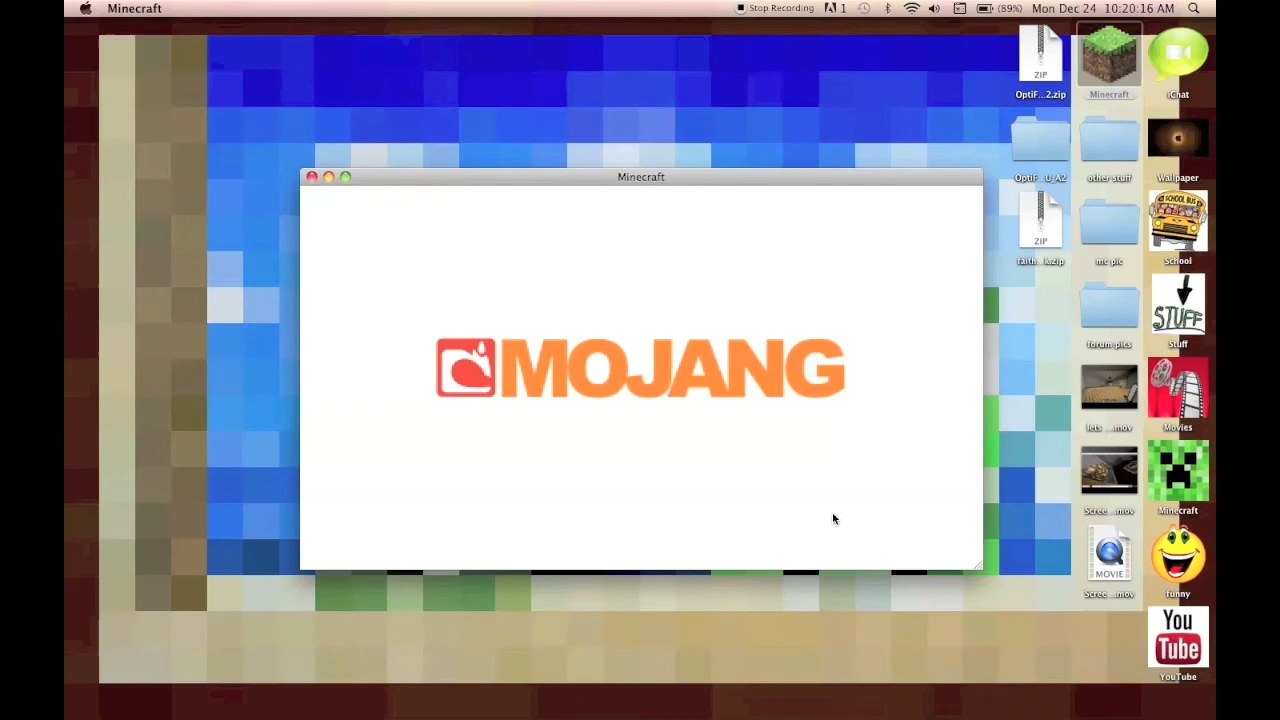 Minecraft
Stop Recording
1
(89%)
Mon Dec 24 10:20:16 AM
Minecraft
MOJANG
ZIP
OptiF...2.zip
Minecraft
iChat
OptiF...U_A2
other stuff
Wallpaper
ZIP
faith...k.zip
mc pic
SCHOOL BUS
School
forum pics
STUFF
Stuff
lets ....mov
Movies
Scree...mov
Minecraft
MOVIE
Scree...mov
funny
You
Tube
YouTube